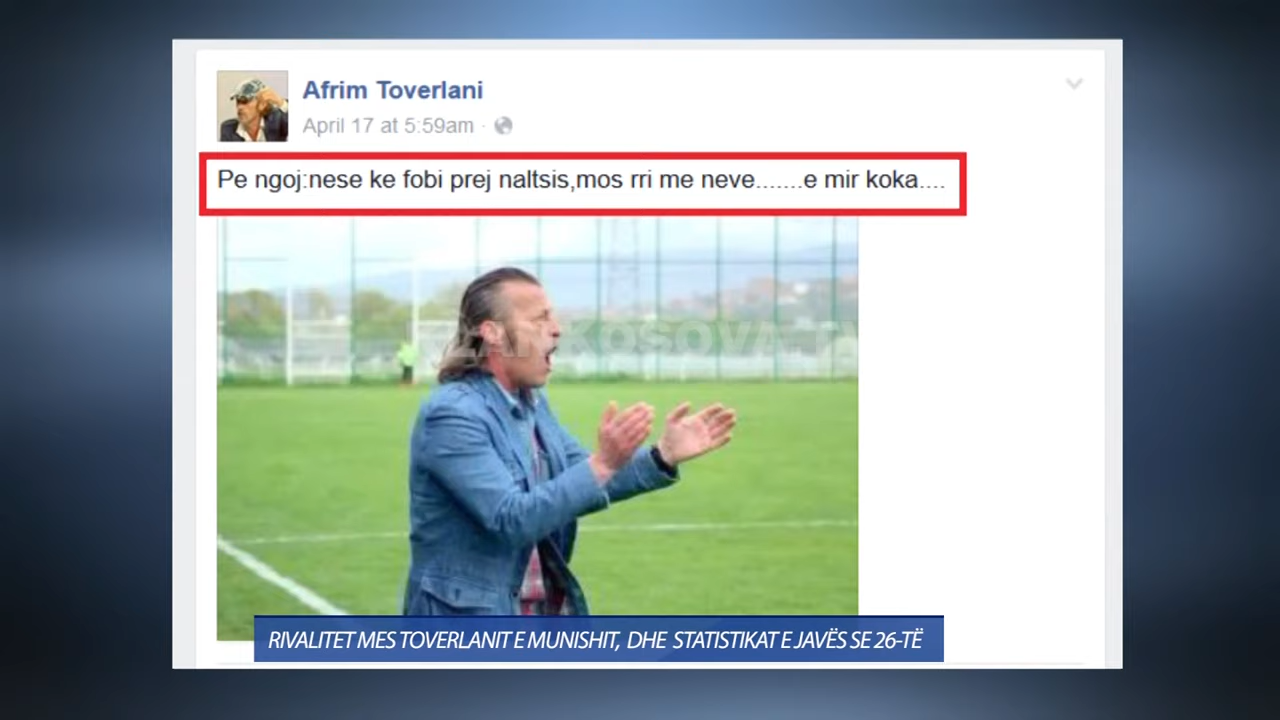 Afrim Toverlani
April 17 at 5:59am
Pe ngoj:nese ke fobi prej naltsis,mos rri me neve.......e mir koka....
KOSOVA
RIVALITET MES TOVERLANIT E MUNISHIT, DHE STATISTIKAT E JAVËS SE 26-TË